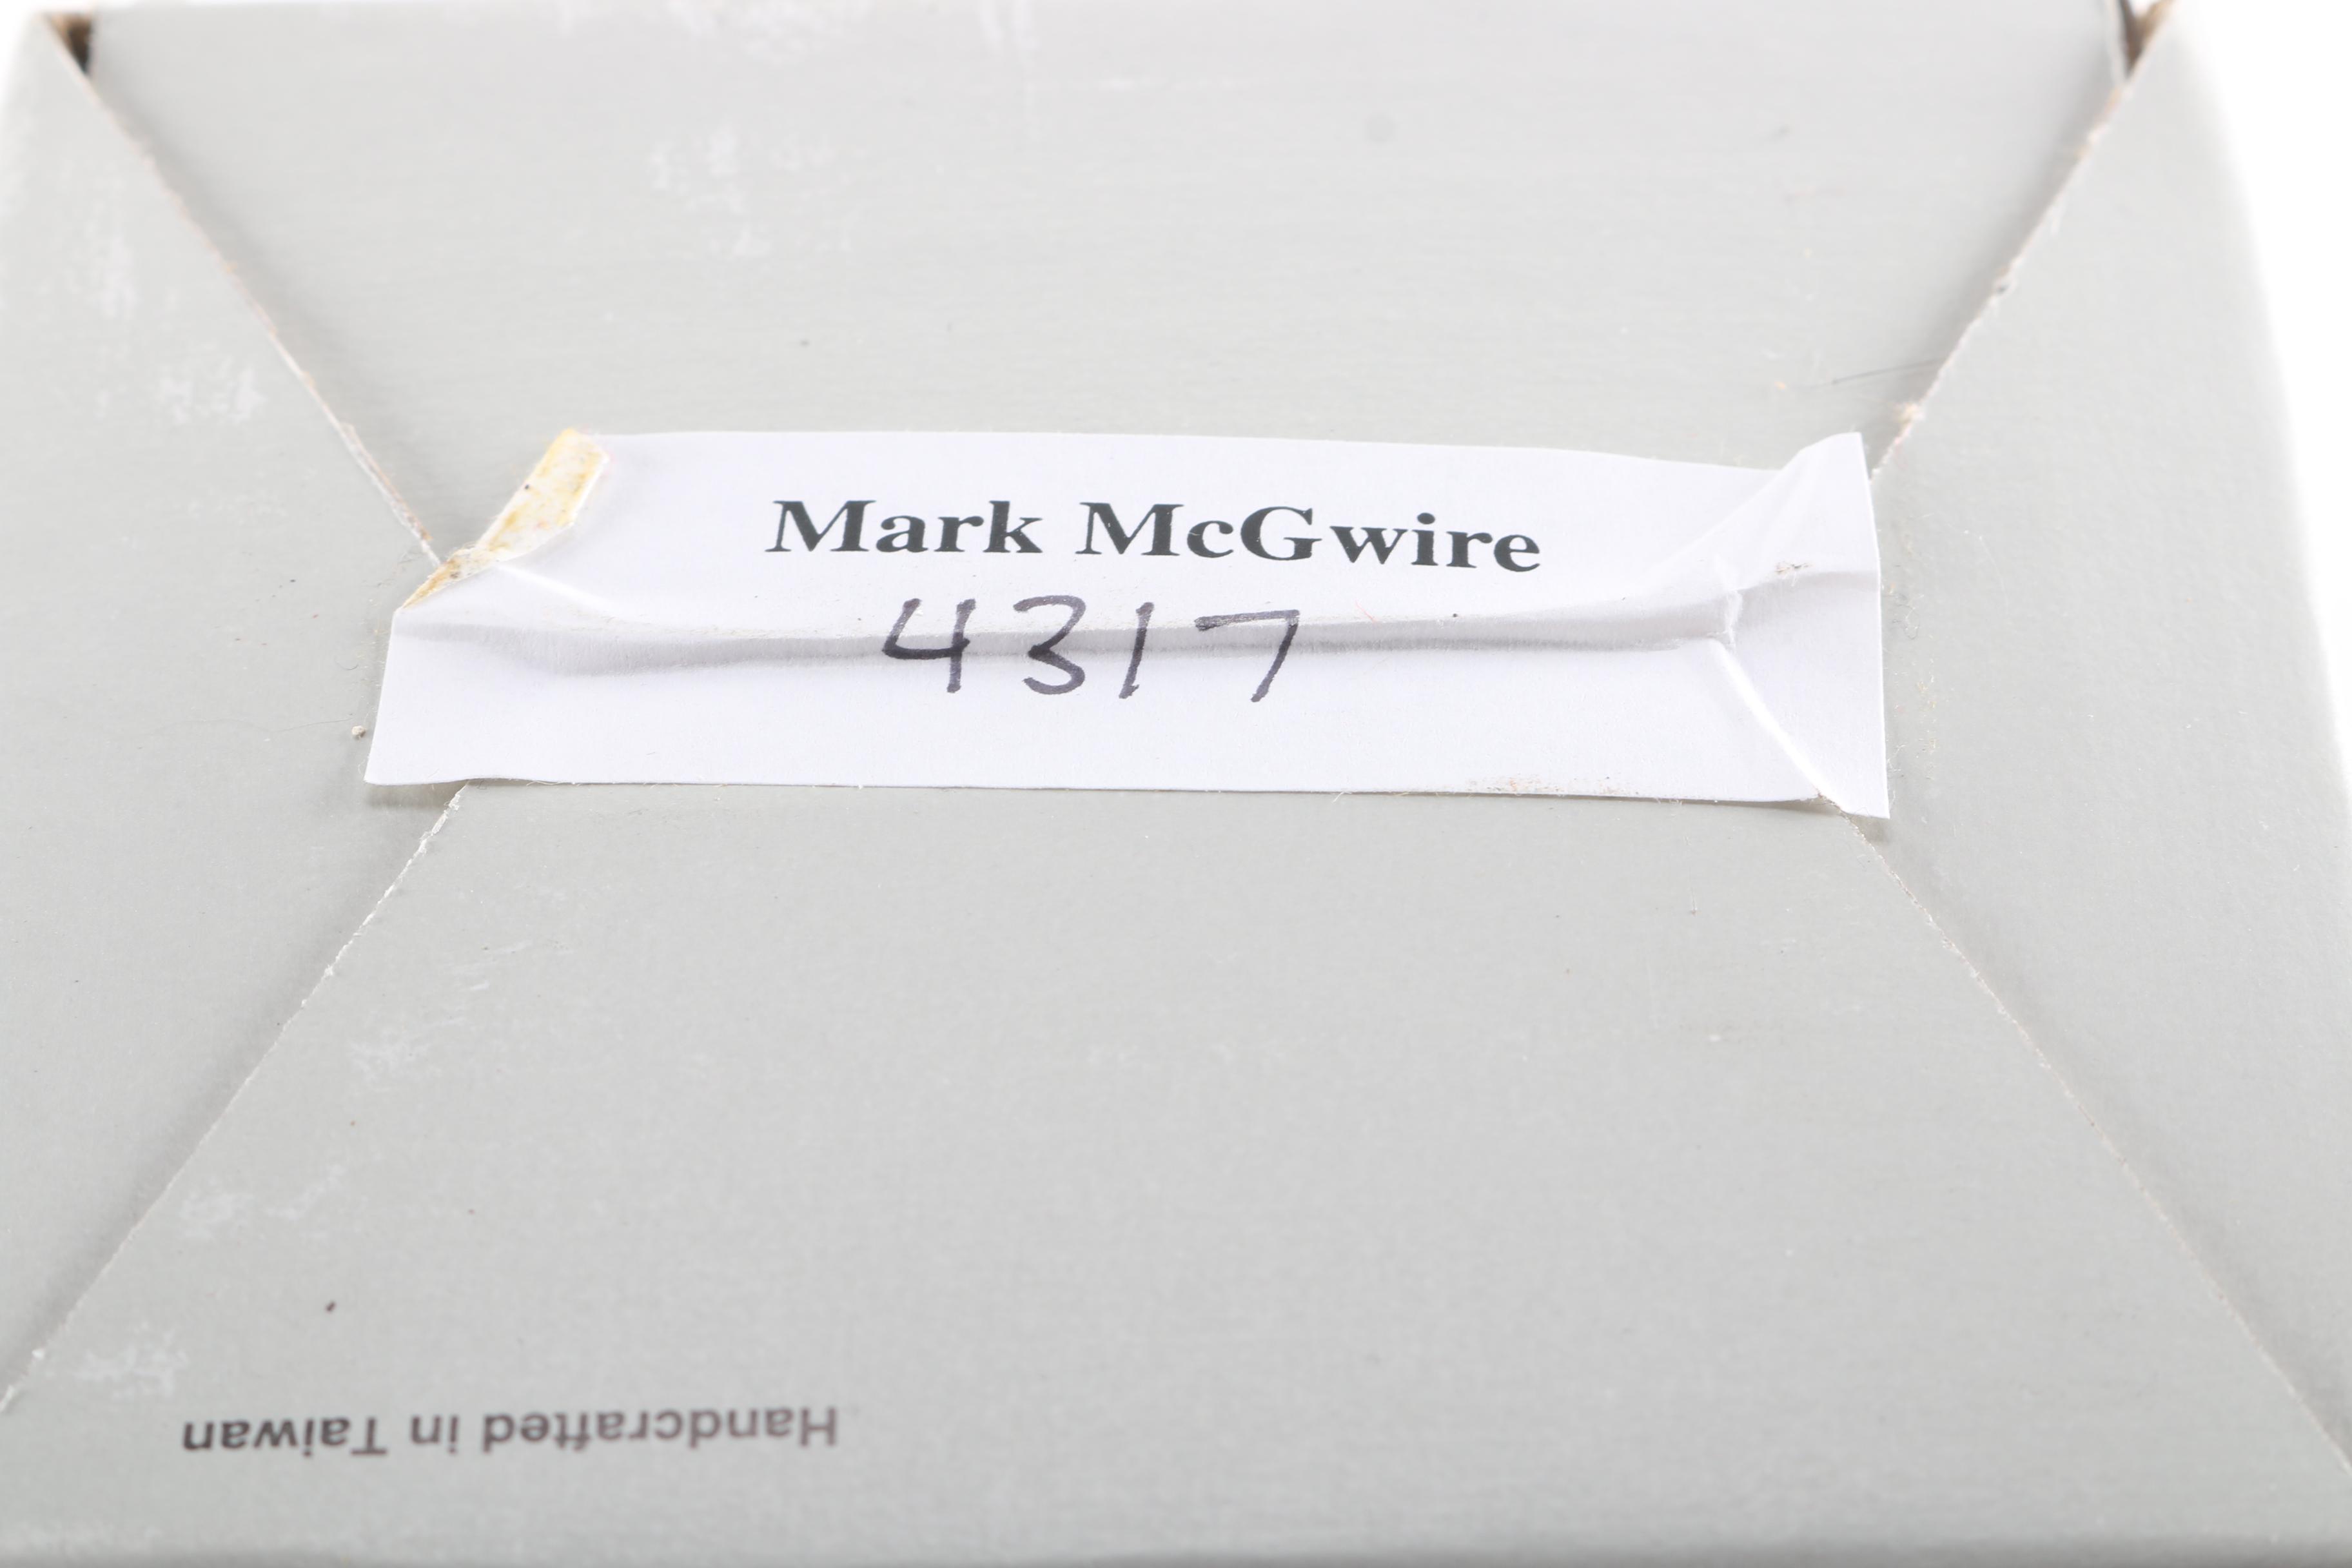 Mark McGwire
4317
Handcrafted in Taiwan